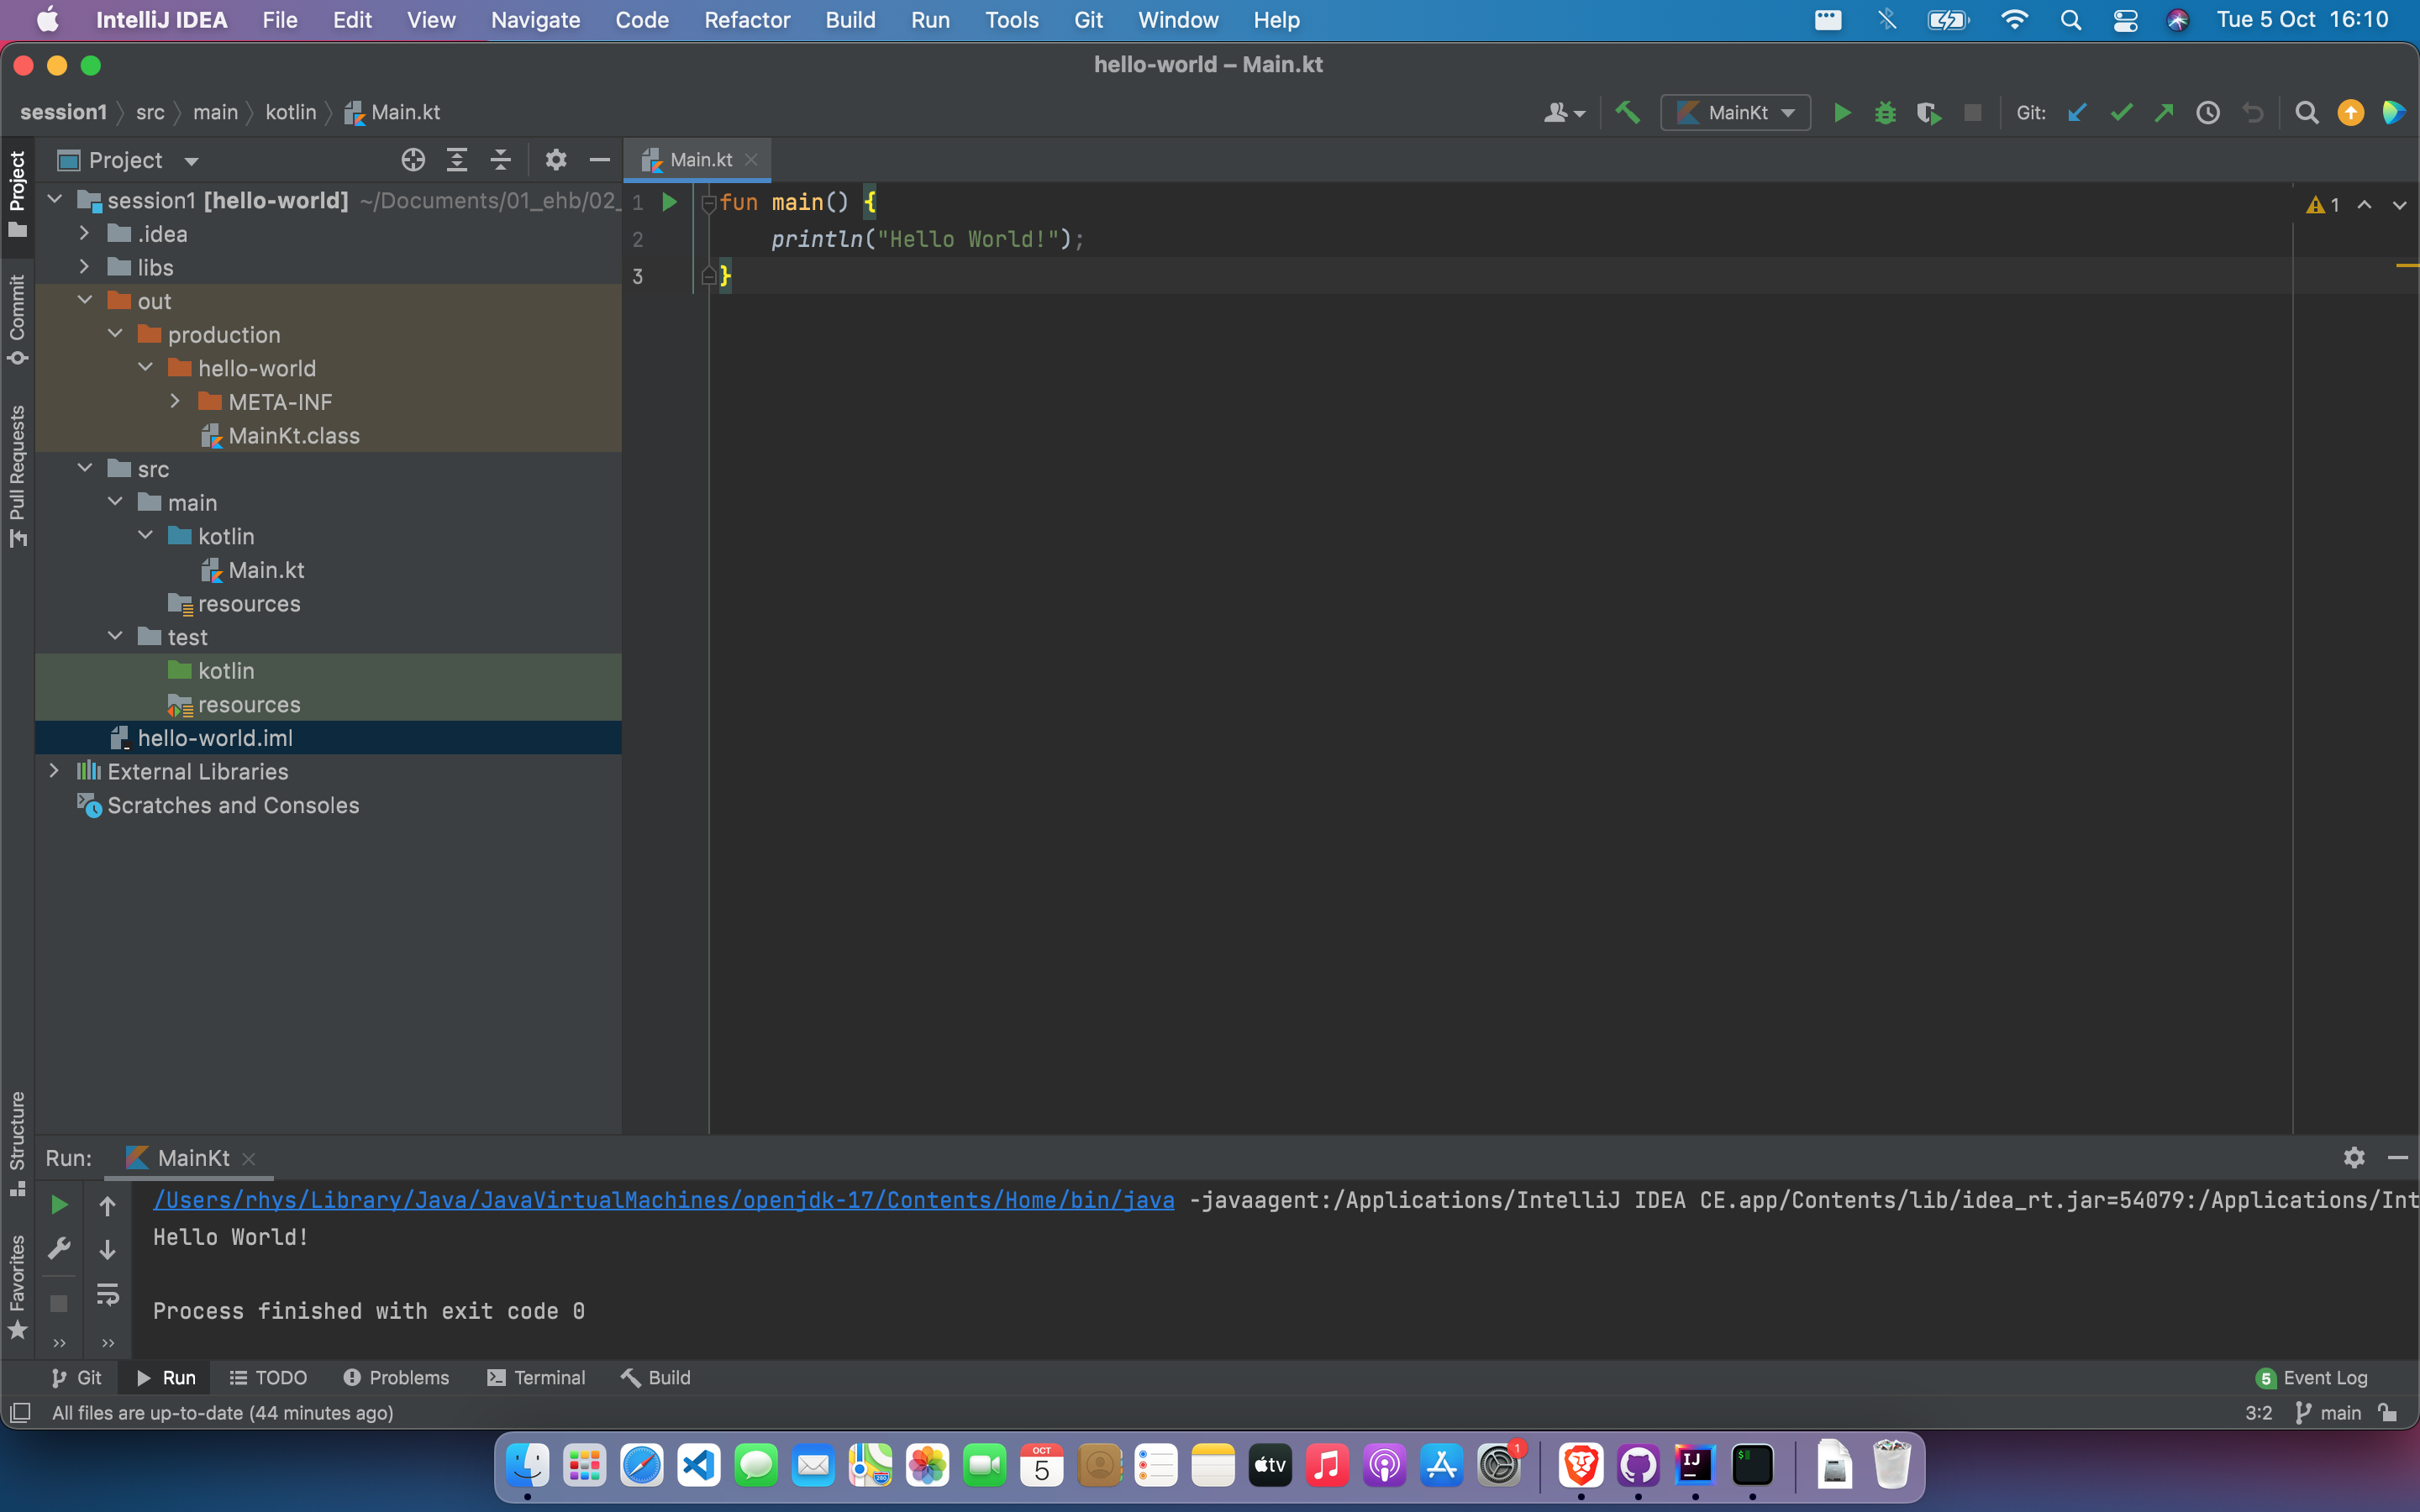 IntelliJ IDEA File Edit View Navigate Code Refactor Build Run Tools Git Window Help Tue 5 Oct 16:10
hello-world – Main.kt
session1 src main kotlin Main.kt MainKt Git:
Project Main.kt
session1 [hello-world] ~/Documents/01_ehb/02_
.idea
libs
out
production
hello-world
META-INF
MainKt.class
src
main
kotlin
Main.kt
resources
test
kotlin
resources
hello-world.iml
External Libraries
Scratches and Consoles
1 fun main() {
2 println("Hello World!");
3 }
1
Project
Commit
Pull Requests
Structure
Favorites
Run: MainKt
/Users/rhys/Library/Java/JavaVirtualMachines/openjdk-17/Contents/Home/bin/java -javaagent:/Applications/IntelliJ IDEA CE.app/Contents/lib/idea_rt.jar=54079:/Applications/Int
Hello World!
Process finished with exit code 0
Git Run TODO Problems Terminal Build 5 Event Log
All files are up-to-date (44 minutes ago) 3:2 main
OCT
5
tv
1
IJ
$